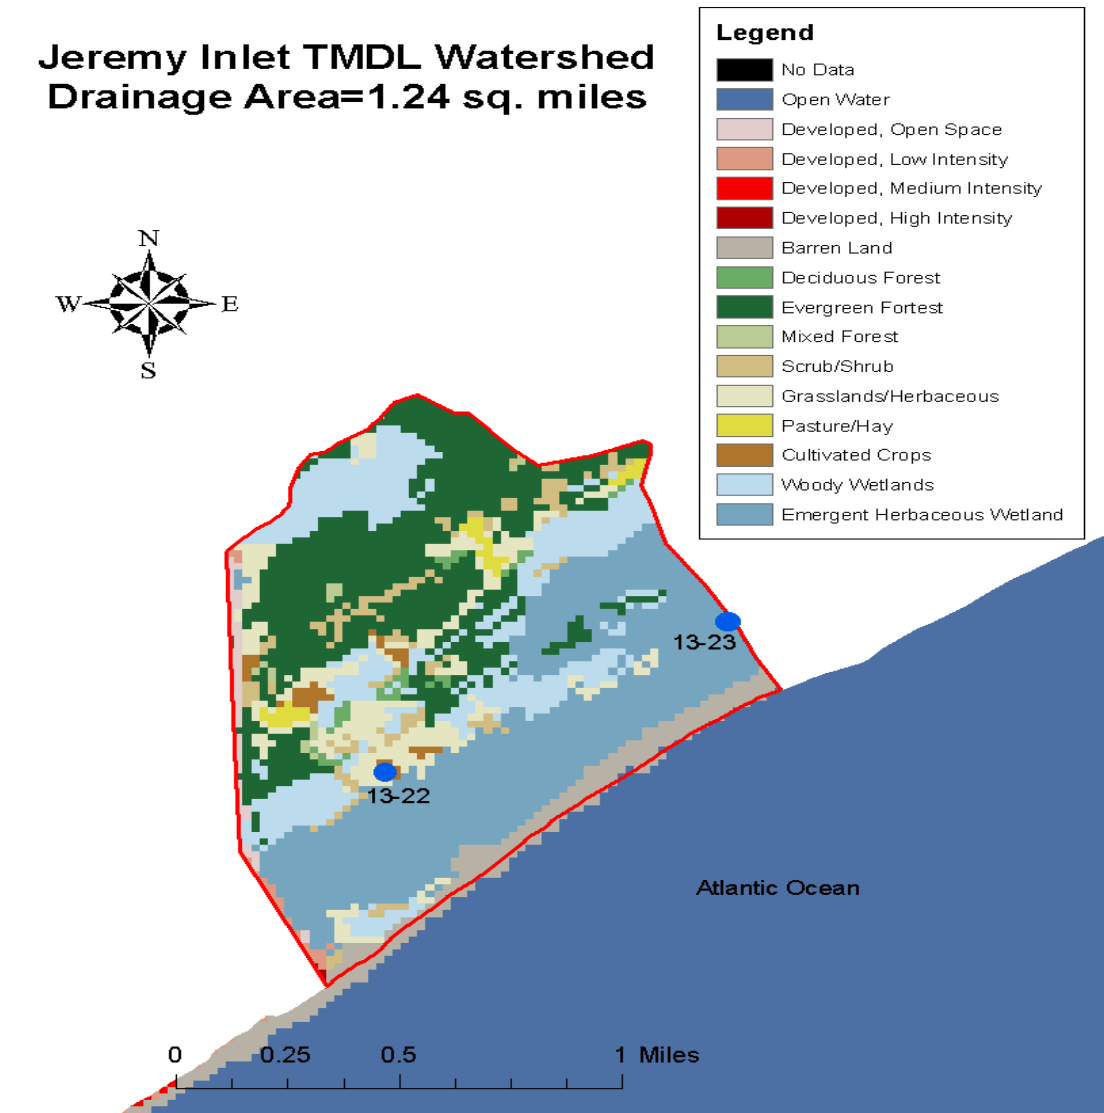 Jeremy Inlet TMDL Watershed
Drainage Area=1.24 sq. miles
Legend
No Data
Open Water
Developed, Open Space
Developed, Low Intensity
Developed, Medium Intensity
Developed, High Intensity
Barren Land
Deciduous Forest
Evergreen Fortest
Mixed Forest
Scrub/Shrub
Grasslands/Herbaceous
Pasture/Hay
Cultivated Crops
Woody Wetlands
Emergent Herbaceous Wetland
N
W E
S
13-23
13-22
Atlantic Ocean
0 0.25 0.5 1 Miles